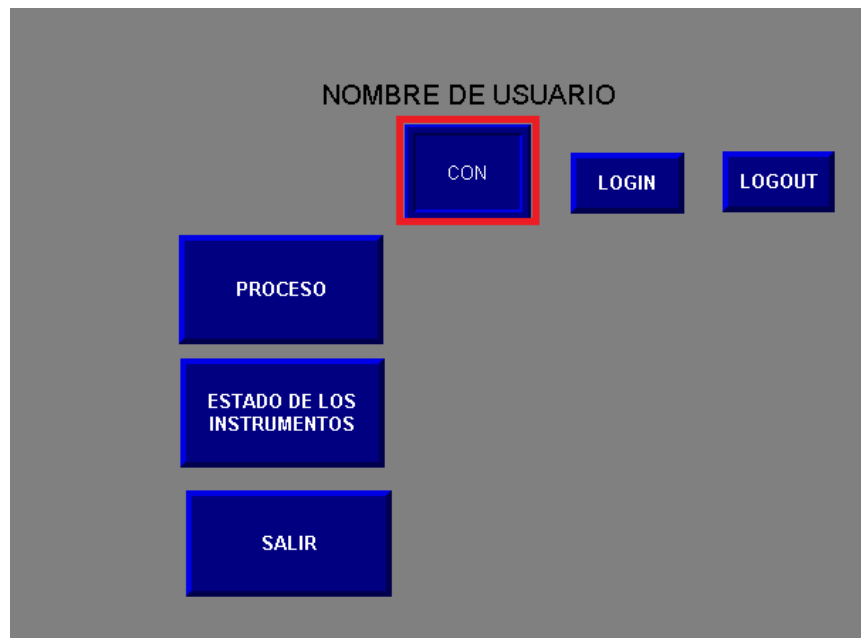 NOMBRE DE USUARIO
CON
LOGIN
LOGOUT
PROCESO
ESTADO DE LOS
INSTRUMENTOS
SALIR